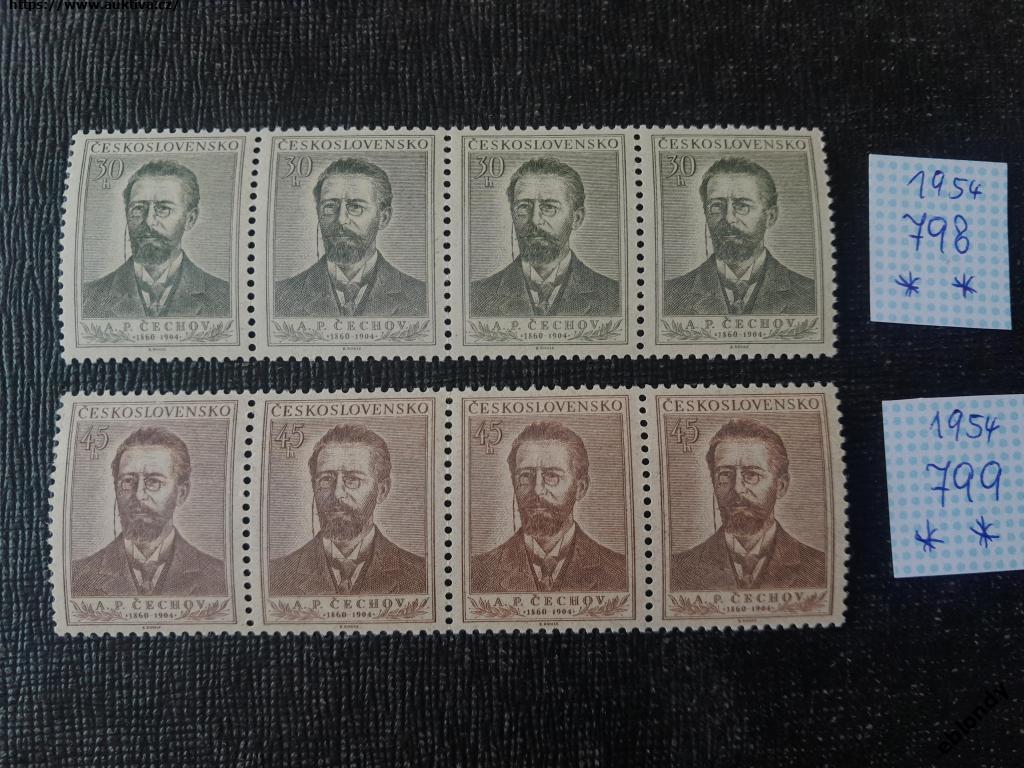 https://www.auktiva.cz/
ČESKOSLOVENSKO ČESKOSLOVENSKO ČESKOSLOVENSKO ČESKOSLOVENSKO
30 h 30 h 30 h 30 h
A. P. ČECHOV A. P. ČECHOV A. P. ČECHOV A. P. ČECHOV
·1860·1904· ·1860·1904· ·1860·1904· ·1860·1904·
1954
798
* *
ČESKOSLOVENSKO ČESKOSLOVENSKO ČESKOSLOVENSKO ČESKOSLOVENSKO
45 h 45 h 45 h 45 h
A. P. ČECHOV A. P. ČECHOV A. P. ČECHOV A. P. ČECHOV
·1860·1904· ·1860·1904· ·1860·1904· ·1860·1904·
1954
799
* *
eblondy